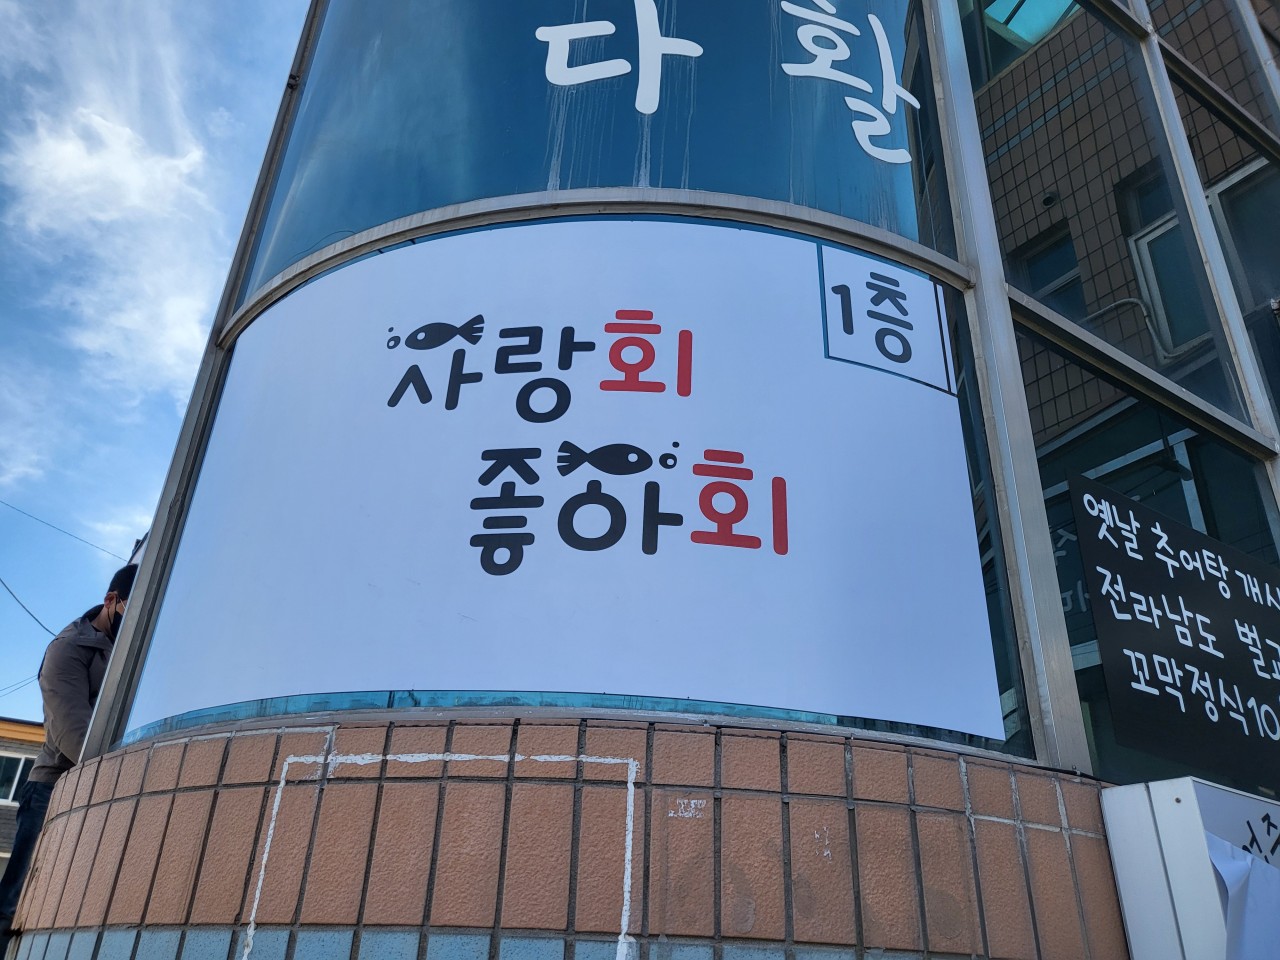 다
활
사랑회
좋아회
1층
옛날 추어탕 개시
전라남도 벌교
꼬막정식10